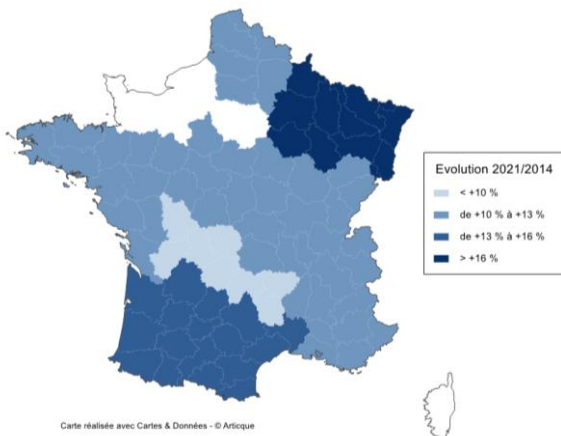 Evolution 2021/2014
< +10 %
de +10 % à +13 %
de +13 % à +16 %
> +16 %
Carte réalisée avec Cartes & Données - © Articque